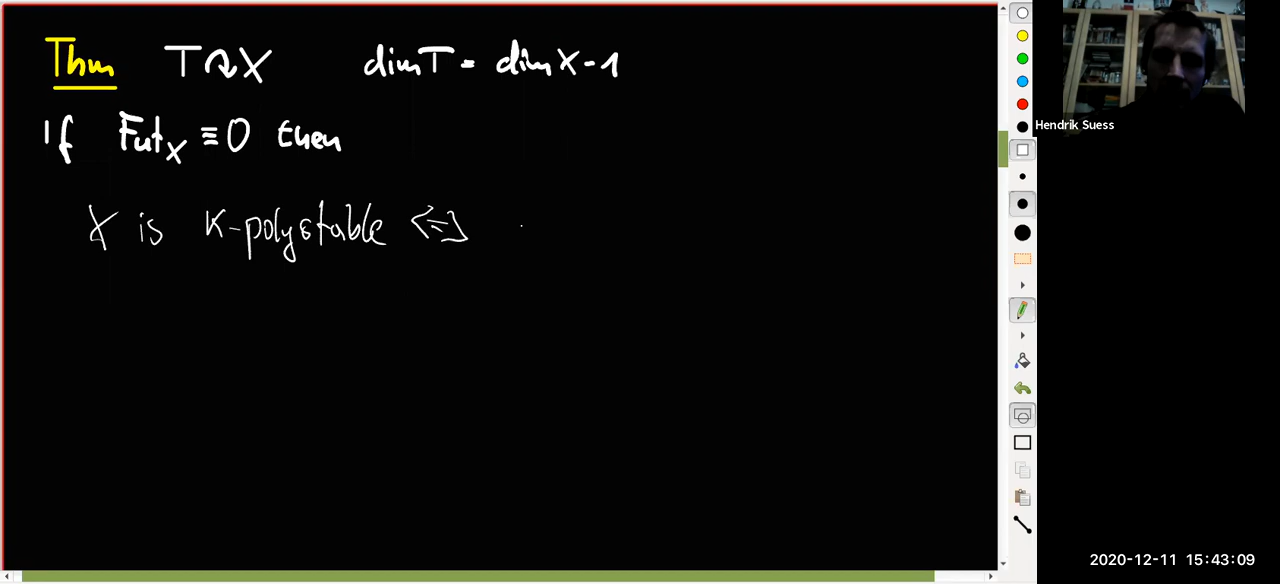 Thm T↷X dim T = dim X - 1
If Fut_X ≡ 0 then
X is K-polystable <=>
Hendrik Suess
2020-12-11 15:43:09